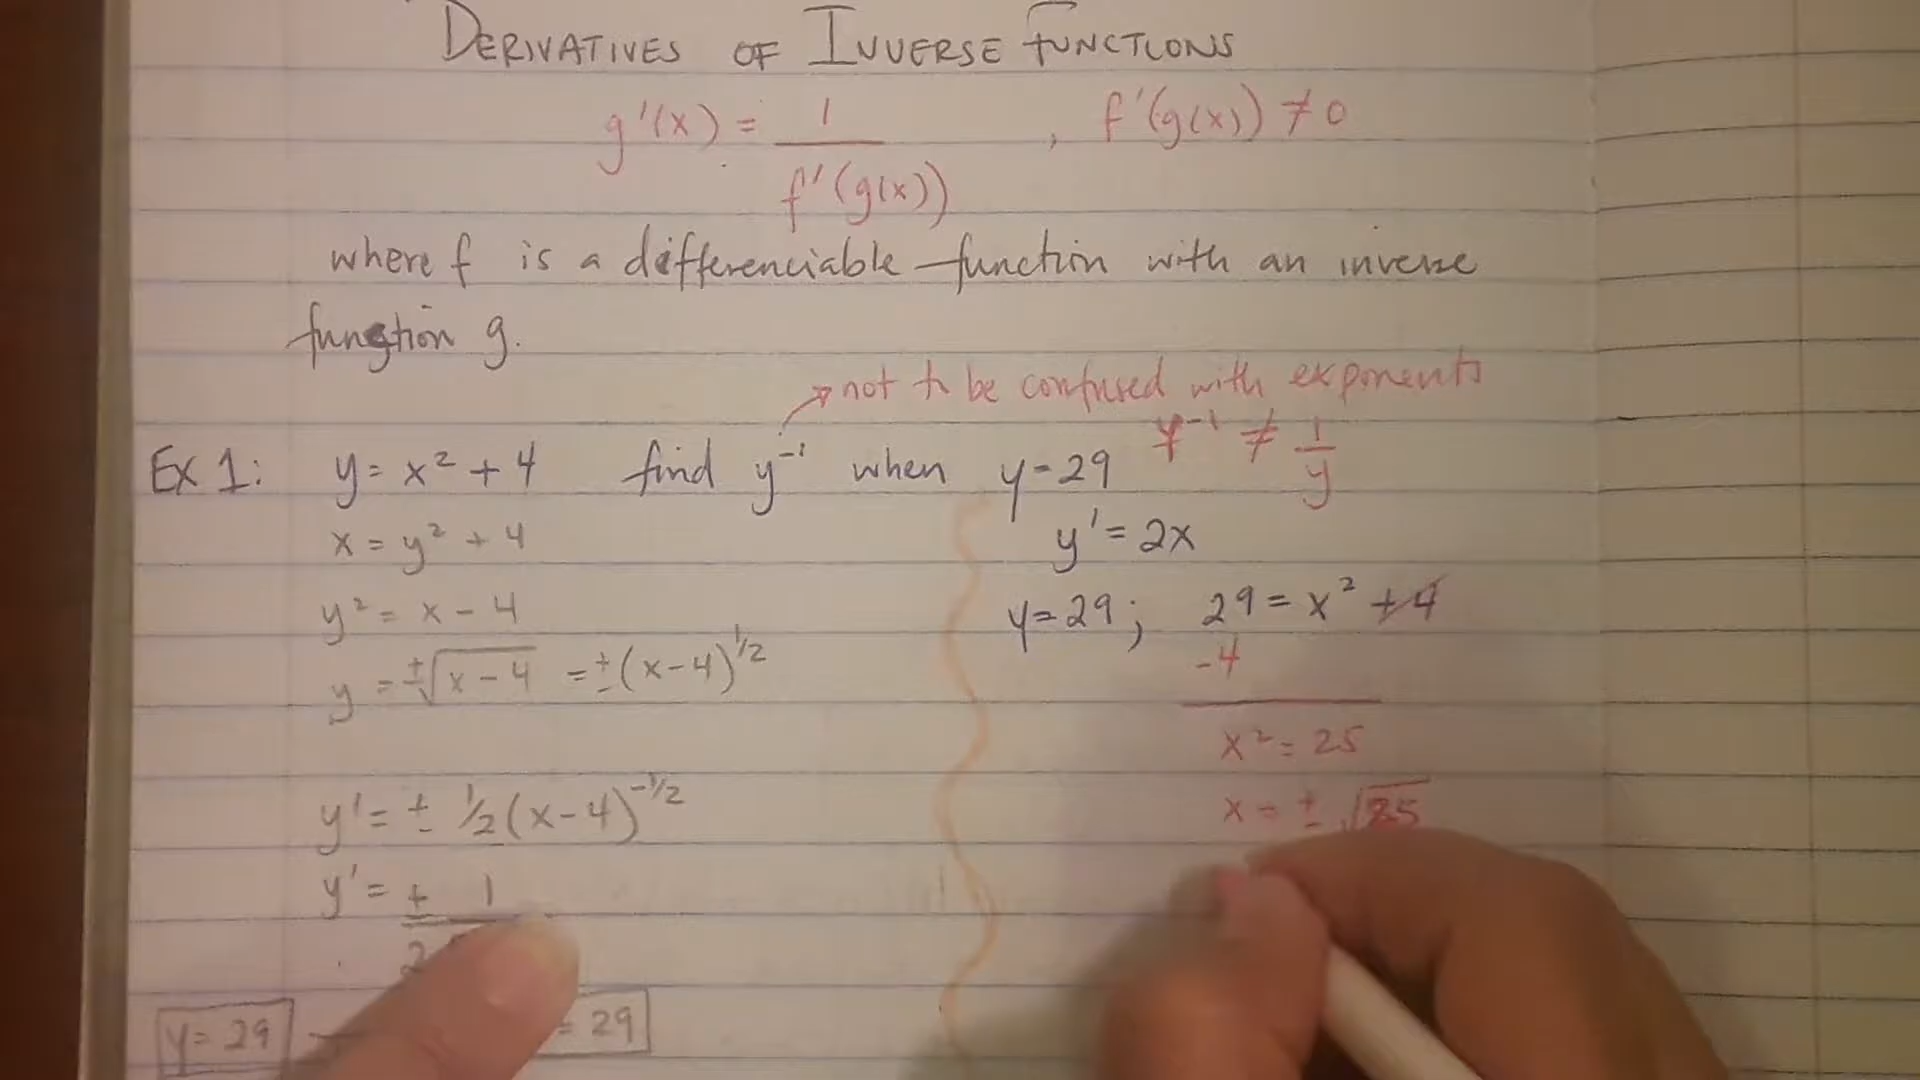 DERIVATIVES OF INVERSE FUNCTIONS
g'(x) = 1/f'(g(x)) , f'(g(x)) ≠ 0
where f is a differenciable function with an inverse
function g.
not to be confused with exponents
y⁻¹ ≠ 1/y
Ex 1: y = x² + 4 find y⁻¹ when y = 29
x = y² + 4
y² = x - 4
y = ±√(x - 4) = ±(x - 4)^1/2
y' = ± 1/2 (x - 4)^-1/2
y' = ± 1
2
y = 29
= 29
y' = 2x
y = 29; 29 = x² + 4
-4
x² = 25
x = ± √25